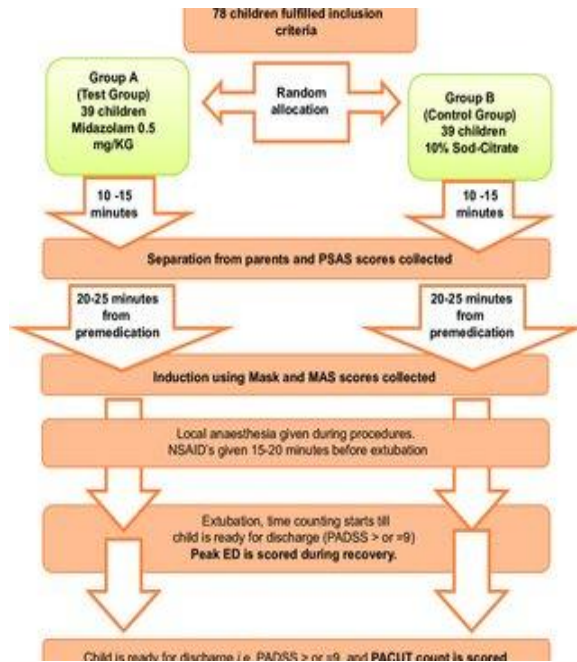 78 children fulfilled inclusion
criteria
Group A
(Test Group)
39 children
Midazolam 0.5
mg/KG
Random
allocation
Group B
(Control Group)
39 children
10% Sod-Citrate
10 -15
minutes
10 -15
minutes
Separation from parents and PSAS scores collected
20-25 minutes
from
premedication
20-25 minutes
from
premedication
Induction using Mask and MAS scores collected
Local anaesthesia given during procedures.
NSAID's given 15-20 minutes before extubation
Extubation, time counting starts till
child is ready for discharge (PADSS > or =9)
Peak ED is scored during recovery.
Child is ready for discharge i.e. PADSS > or =9, and PACUT count is scored